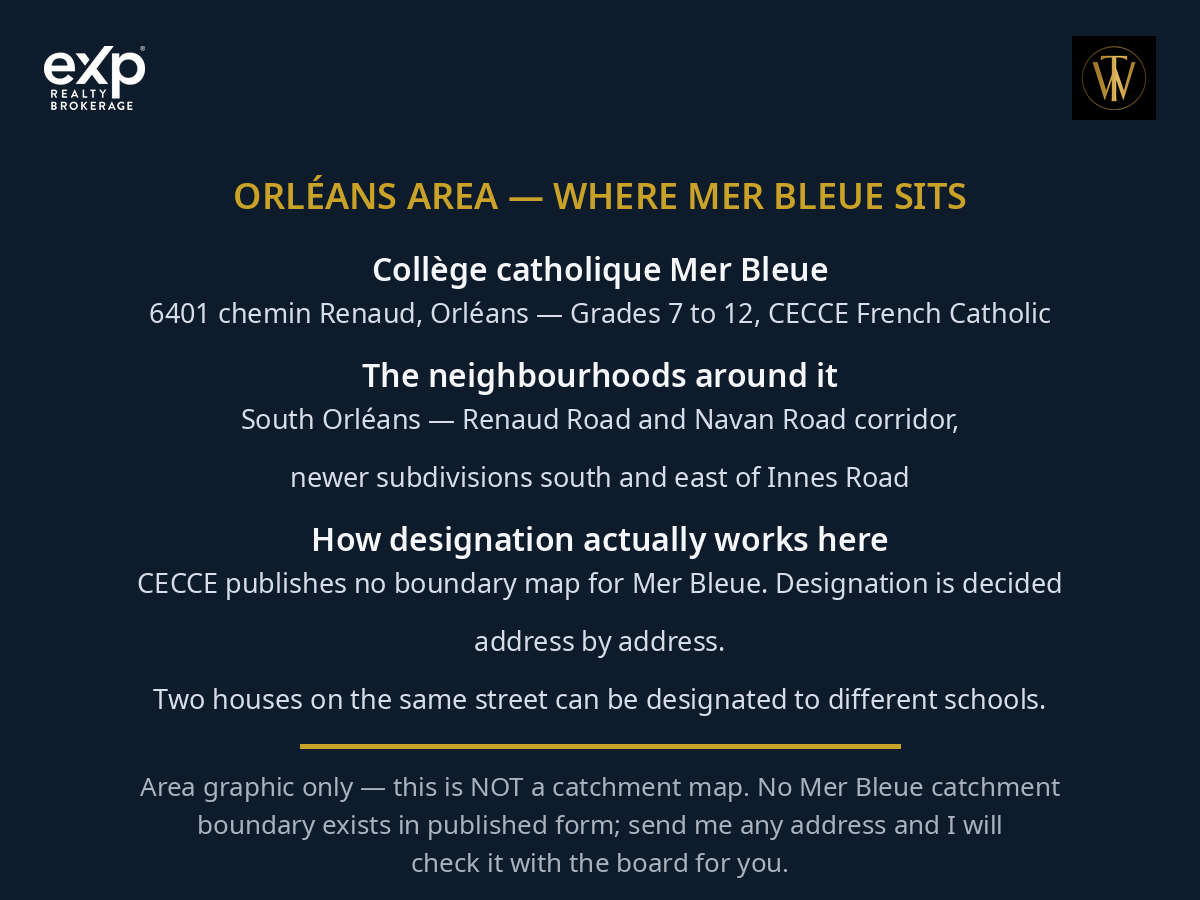 exp®
REALTY
BROKERAGE
TW
ORLÉANS AREA — WHERE MER BLEUE SITS
Collège catholique Mer Bleue
6401 chemin Renaud, Orléans — Grades 7 to 12, CECCE French Catholic
The neighbourhoods around it
South Orléans — Renaud Road and Navan Road corridor,
newer subdivisions south and east of Innes Road
How designation actually works here
CECCE publishes no boundary map for Mer Bleue. Designation is decided
address by address.
Two houses on the same street can be designated to different schools.
Area graphic only — this is NOT a catchment map. No Mer Bleue catchment
boundary exists in published form; send me any address and I will
check it with the board for you.